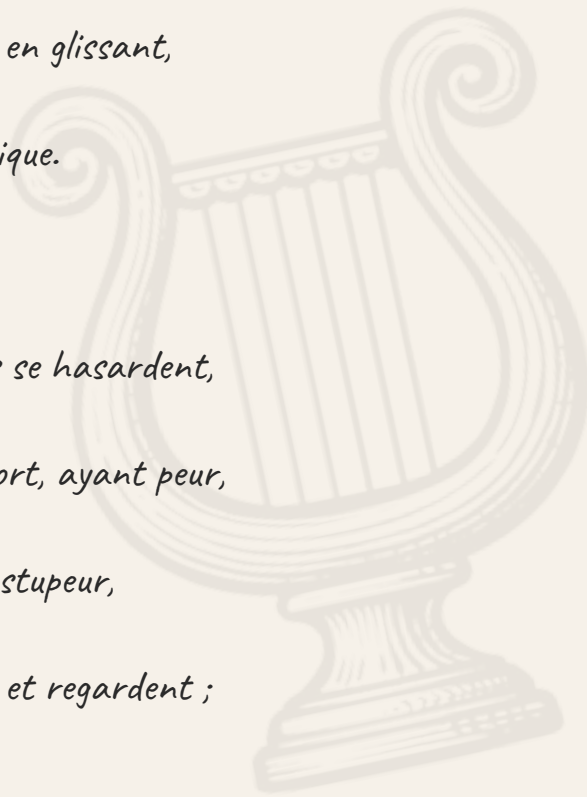 en glissant,
ique.
se hasardent,
ort, ayant peur,
stupeur,
et regardent ;